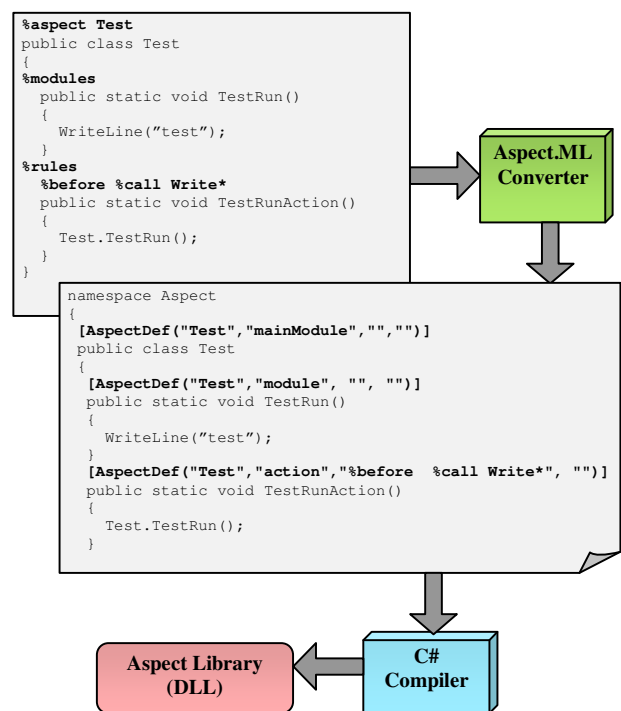 %aspect Test
public class Test
{
%modules
public static void TestRun()
{
WriteLine(”test”);
}
%rules
%before %call Write*
public static void TestRunAction()
{
Test.TestRun();
}
}
Aspect.ML
Converter
namespace Aspect
{
[AspectDef("Test","mainModule","","")]
public class Test
{
[AspectDef("Test","module", "", "")]
public static void TestRun()
{
WriteLine(”test”);
}
[AspectDef("Test","action","%before  %call Write*", "")]
public static void TestRunAction()
{
Test.TestRun();
}
Aspect Library
(DLL)
C#
Compiler